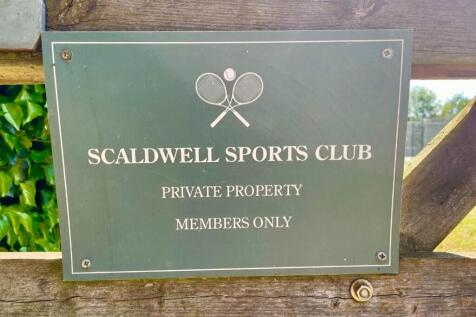 SCALDWELL SPORTS CLUB
PRIVATE PROPERTY
MEMBERS ONLY